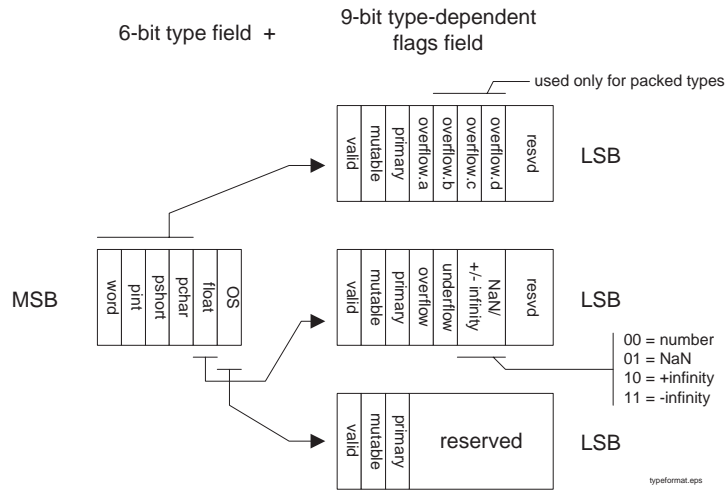 6-bit type field +
9-bit type-dependent
flags field
used only for packed types
valid
mutable
primary
overflow.a
overflow.b
overflow.c
overflow.d
resvd
LSB
MSB
word
pint
pshort
pchar
float
OS
valid
mutable
primary
overflow
underflow
NaN/
+/- infinity
resvd
LSB
00 = number
01 = NaN
10 = +infinity
11 = -infinity
valid
mutable
primary
reserved
LSB
typeformat.eps